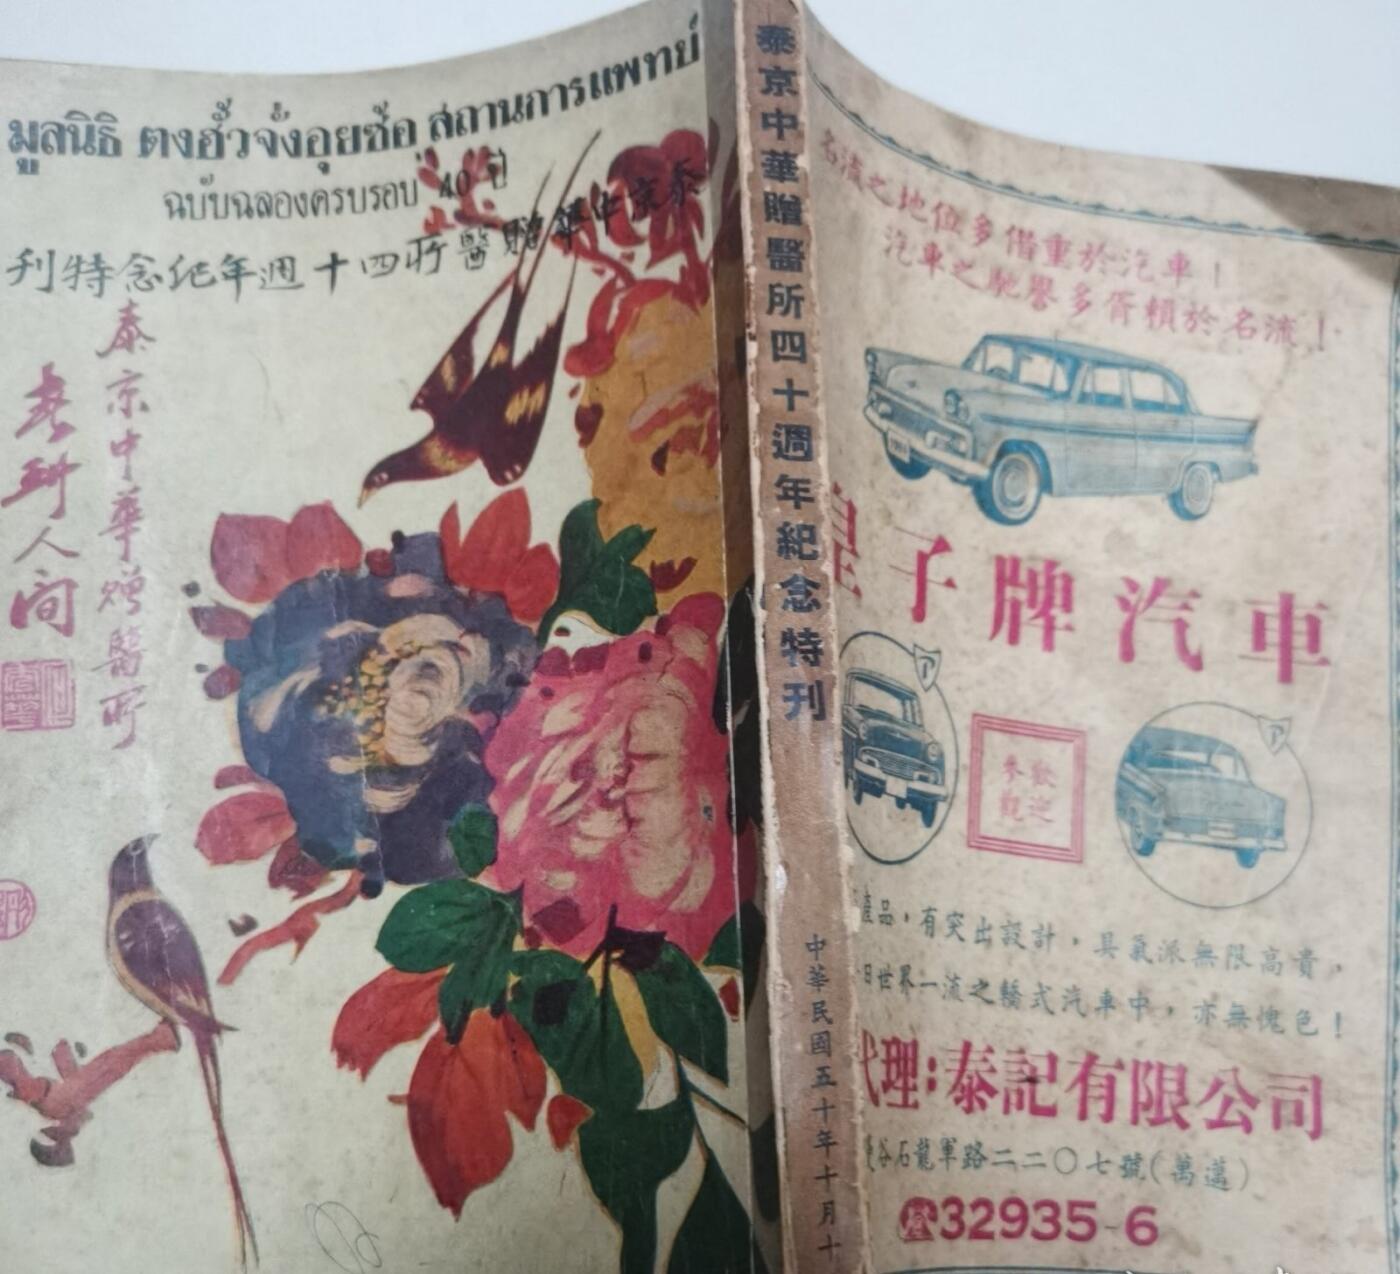 มูลนิธิ ตงฮั้วจั่งอุยซ้อ สถานการแพทย์
ฉบับฉลองครบรอบ 40 ปี
泰京中華贈醫所四十週年紀念特刊
泰京中華贈醫所
壽珊人间
泰京中華贈醫所四十週年紀念特刊
中華民國五十年十月十
名流之地位多借重於汽車！
汽車之馳譽多胥賴於名流！
皇子牌汽車
歡迎
參觀
產品，有突出設計，具氣派無限高貴，
日世界一流之轎式汽車中，亦無愧色！
代理：泰記有限公司
曼谷石龍軍路二二〇七號(萬邁)
32935-6